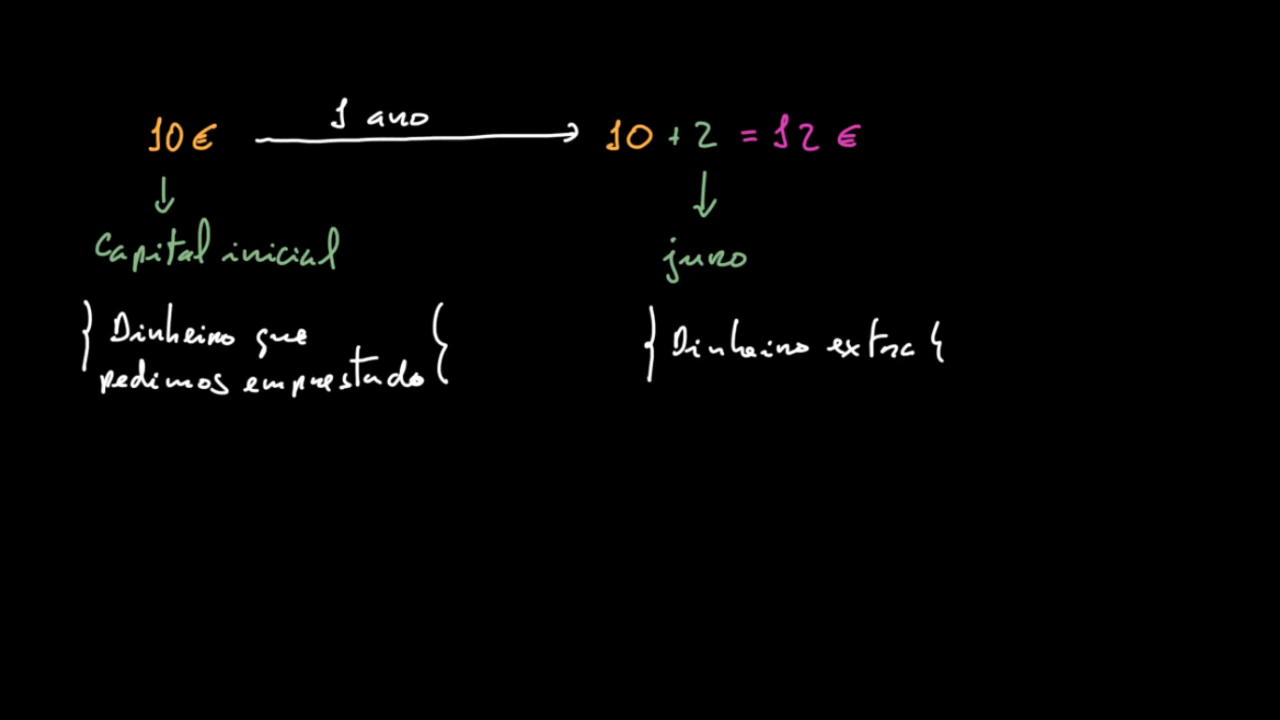 10 € 1 ano 10 + 2 = 12 €
capital inicial juro
} Dinheiro que { } Dinheiro extra {
pedimos emprestado